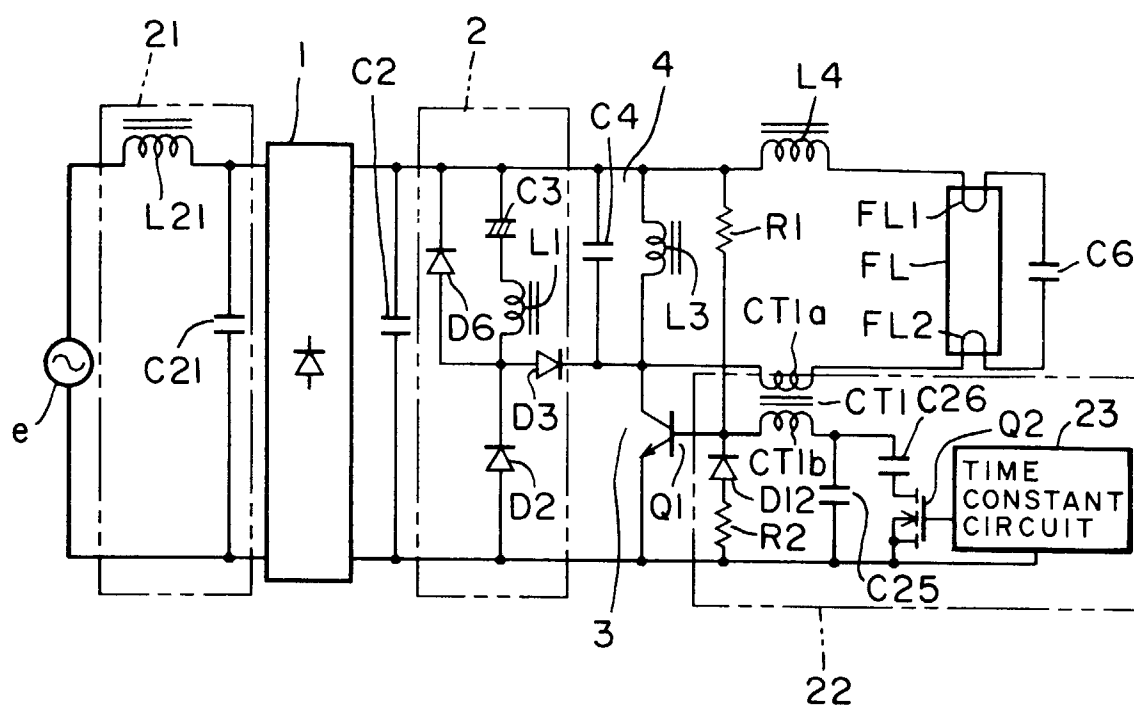 21
1
C2
2
C4
4
L4
L21
C3
L1
R1
FL1
FL
C6
D6
L3
CT1a
FL2
C21
e
D3
CT1
C26
Q2
23
D2
Q1
CT1b
D12
R2
TIME
CONSTANT
CIRCUIT
C25
3
22